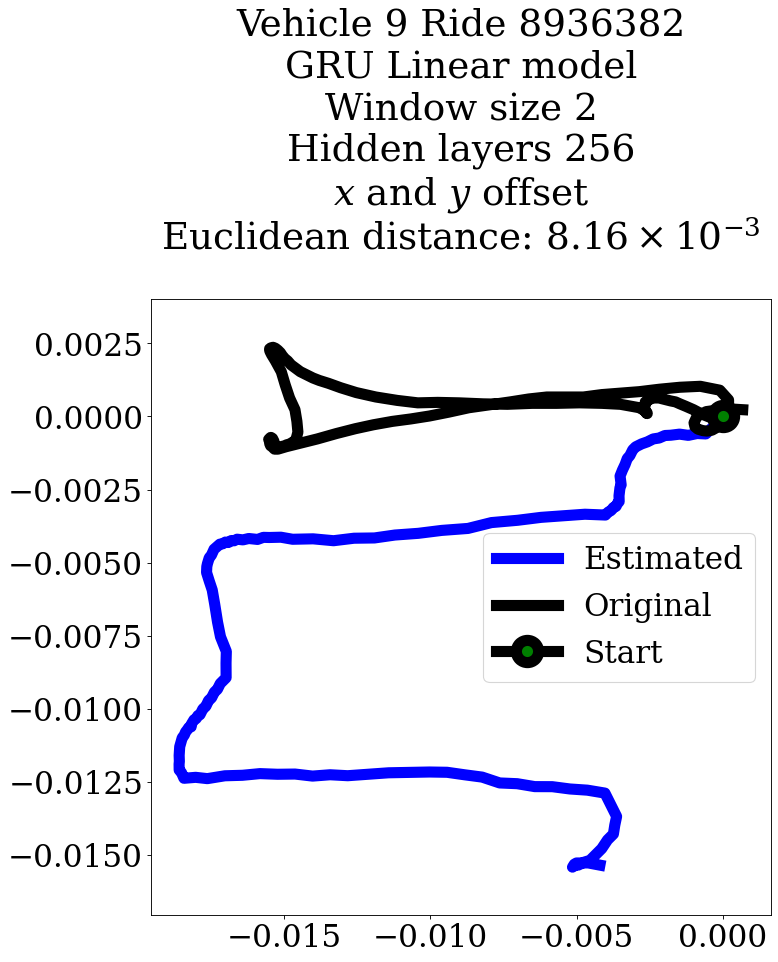 Vehicle 9 Ride 8936382
GRU Linear model
Window size 2
Hidden layers 256
x and y offset
Euclidean distance: 8.16 × 10⁻³
0.0025
0.0000
−0.0025
−0.0050
−0.0075
−0.0100
−0.0125
−0.0150
Estimated
Original
Start
−0.015 −0.010 −0.005 0.000